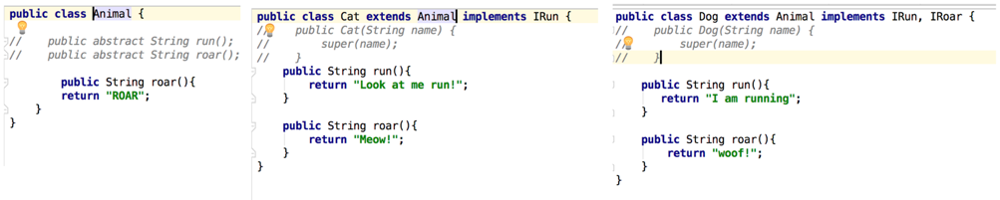 public class Animal {
//    public abstract String run();
//    public abstract String roar();
public String roar(){
return "ROAR";
}
}
public class Cat extends Animal implements IRun {
//    public Cat(String name) {
//        super(name);
//    }
public String run(){
return "Look at me run!";
}
public String roar(){
return "Meow!";
}
}
public class Dog extends Animal implements IRun, IRoar {
//    public Dog(String name) {
//        super(name);
//    }
public String run(){
return "I am running";
}
public String roar(){
return "woof!";
}
}